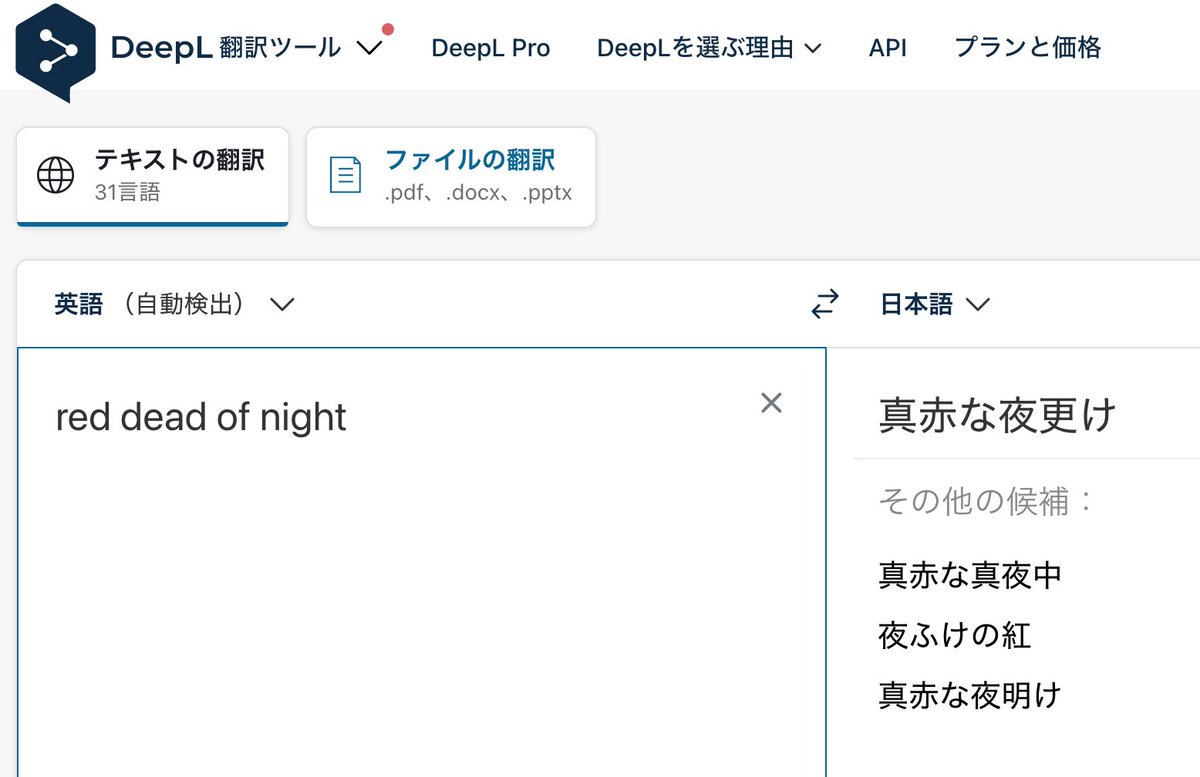 DeepL 翻訳ツール DeepL Pro DeepLを選ぶ理由 API プランと価格
テキストの翻訳
31言語
ファイルの翻訳
.pdf、.docx、.pptx
英語 （自動検出）
日本語
red dead of night
真赤な夜更け
その他の候補：
真赤な真夜中
夜ふけの紅
真赤な夜明け